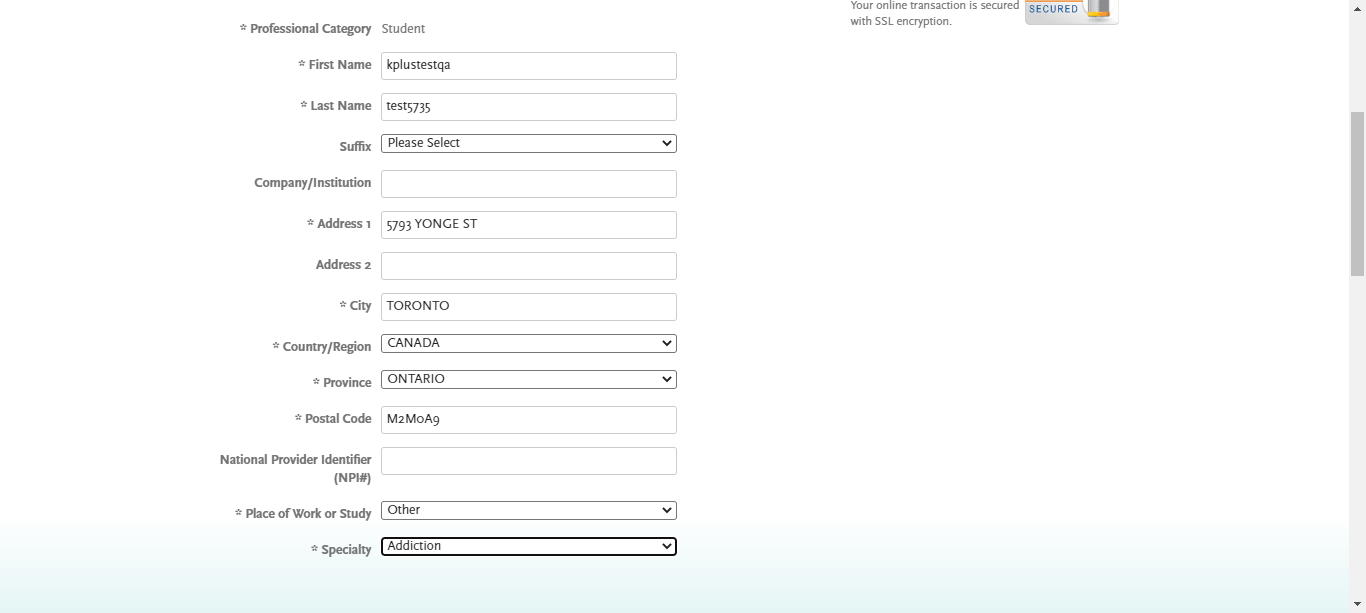 Your online transaction is secured
with SSL encryption.
SECURED
* Professional Category Student
* First Name kplustestqa
* Last Name test5735
Suffix Please Select
Company/Institution
* Address 1 5793 YONGE ST
Address 2
* City TORONTO
* Country/Region CANADA
* Province ONTARIO
* Postal Code M2M0A9
National Provider Identifier
(NPI#)
* Place of Work or Study Other
* Specialty Addiction